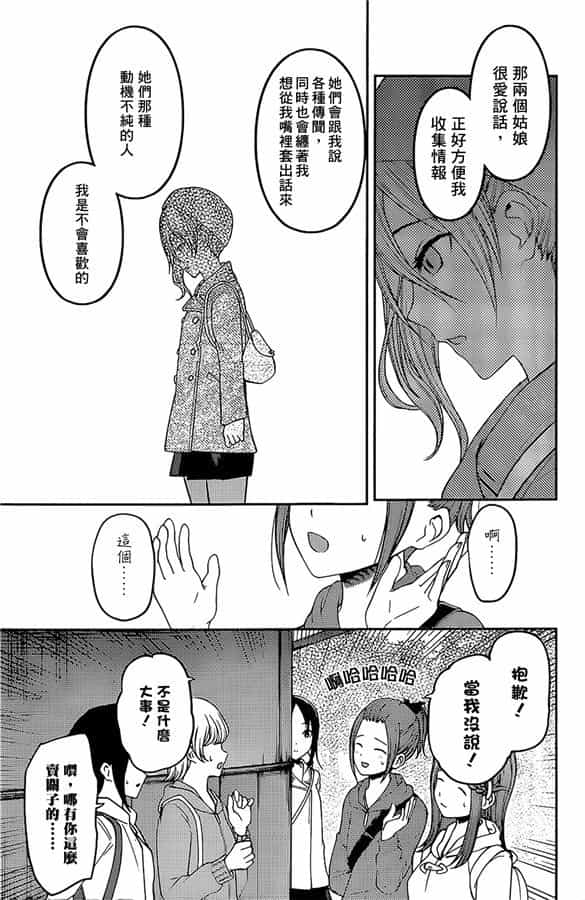 那兩個姑娘
很愛說話，
正好方便我
收集情報
她們會跟我說
各種傳聞，
同時也會纏著我
想從我嘴裡套出話來
她們那種
動機不純的人
我是不會喜歡的
啊……
這個……
抱歉！
當我沒說！
啊哈哈哈哈
不是什麼
大事！
喂，哪有你這麼
賣關子的……